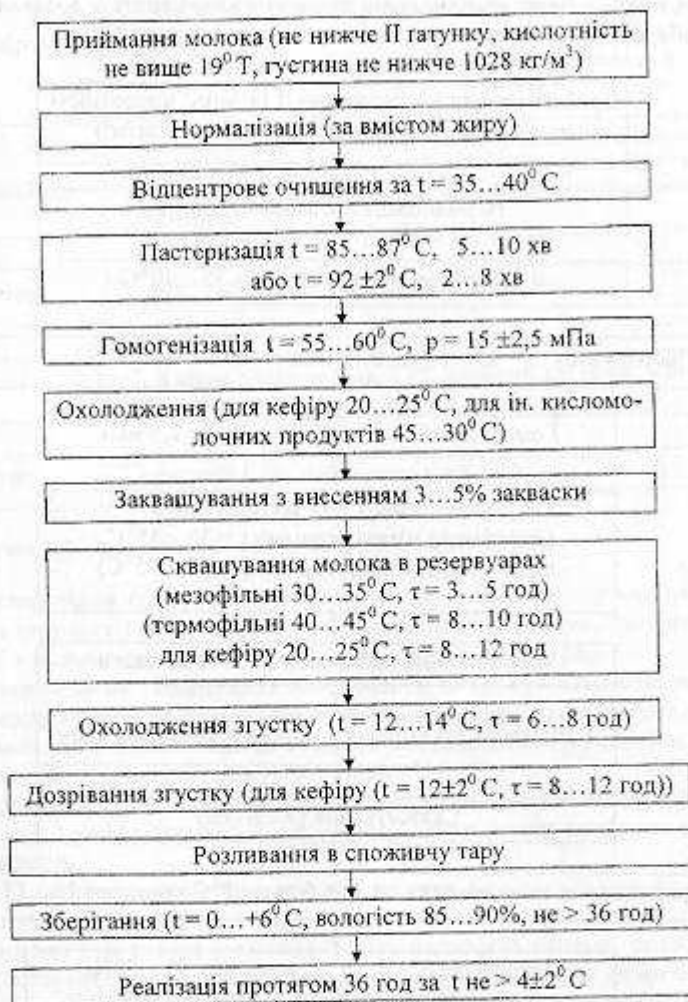 Приймання молока (не нижче II ґатунку, кислотність
не вище 19⁰ Т, густина не нижче 1028 кг/м³)
Нормалізація (за вмістом жиру)
Відцентрове очищення за t = 35...40⁰ С
Пастеризація t = 85...87⁰ С, 5...10 хв
або t = 92 ±2⁰ С, 2...8 хв
Гомогенізація t = 55...60⁰ С, р = 15 ±2,5 мПа
Охолодження (для кефіру 20...25⁰ С, для ін. кисломо-
лочних продуктів 45...30⁰ С)
Заквашування з внесенням 3...5% закваски
Сквашування молока в резервуарах
(мезофільні 30...35⁰ С, τ = 3...5 год)
(термофільні 40...45⁰ С, τ = 8...10 год)
для кефіру 20...25⁰ С, τ = 8...12 год
Охолодження згустку (t = 12...14⁰ С, τ = 6...8 год)
Дозрівання згустку (для кефіру (t = 12±2⁰ С, τ = 8...12 год))
Розливання в споживчу тару
Зберігання (t = 0...+6⁰ С, вологість 85...90%, не > 36 год)
Реалізація протягом 36 год за t не > 4±2⁰ С